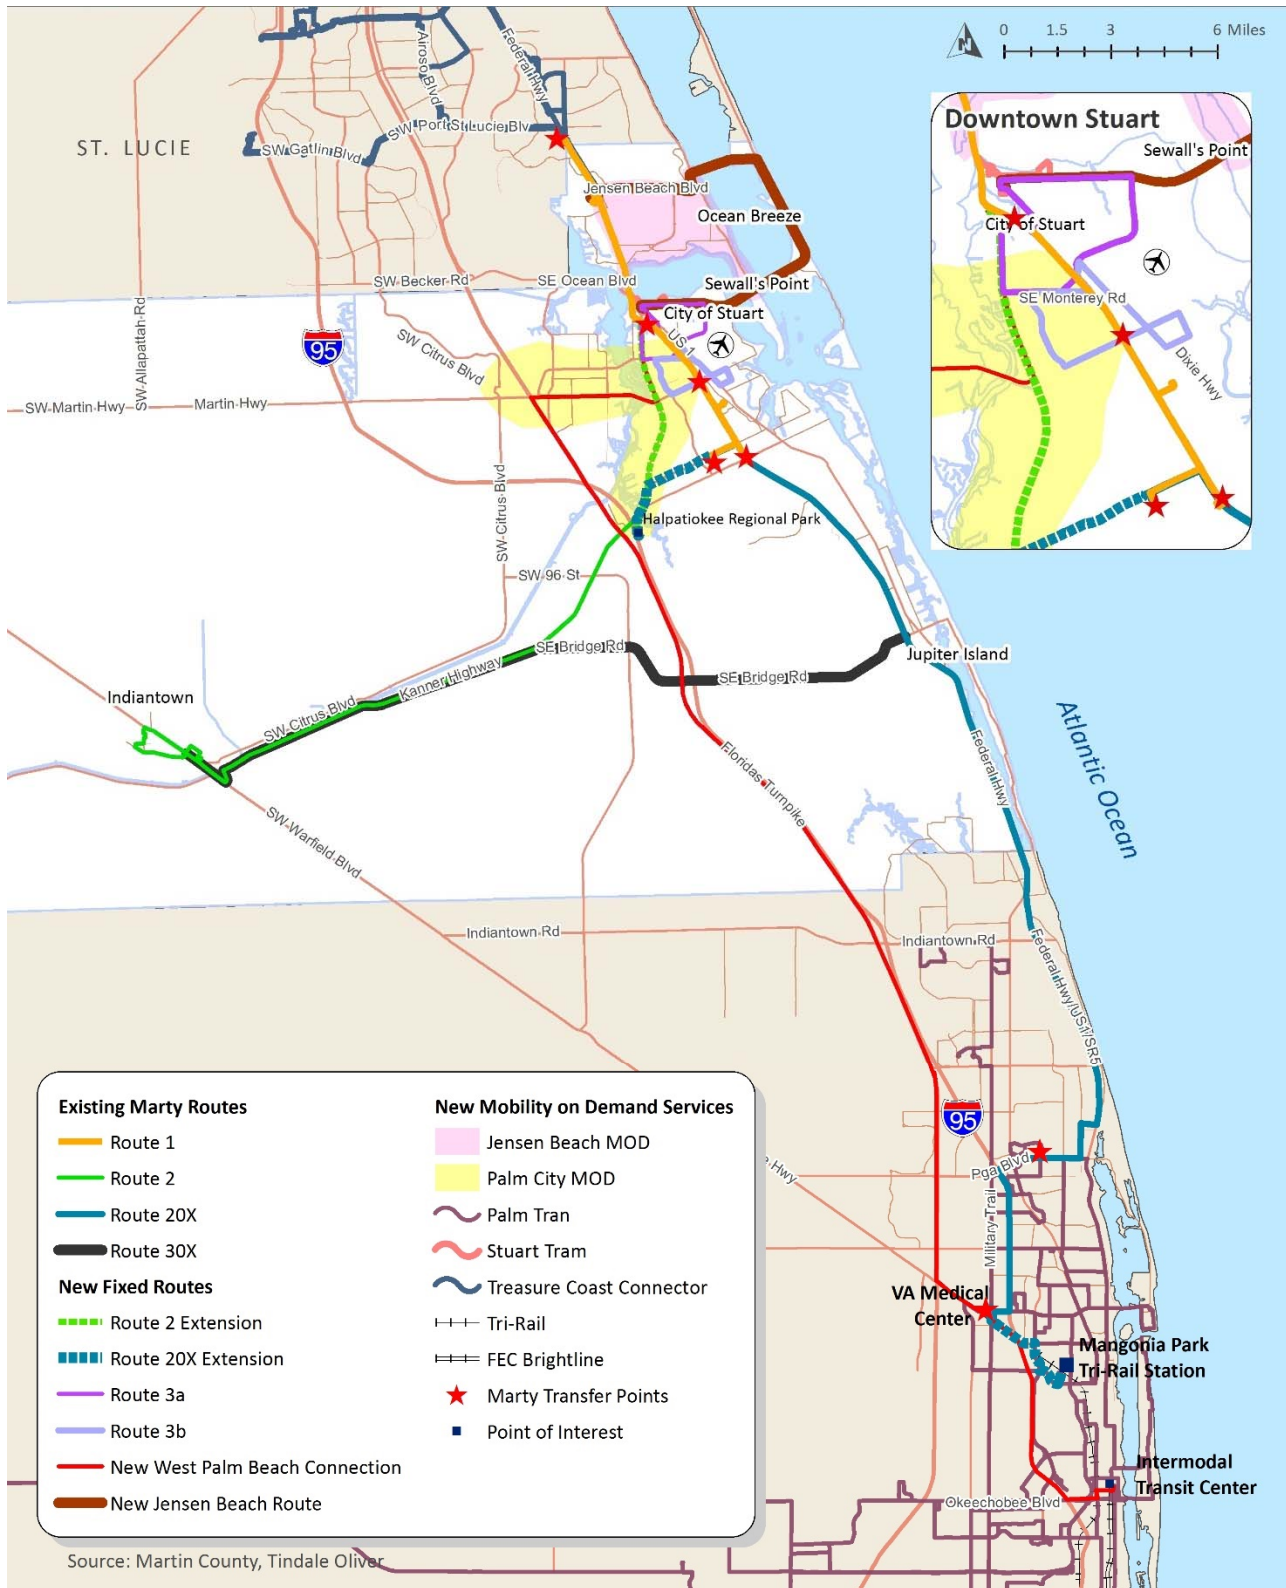 0 1.5 3 6 Miles
N
Airoso Blvd
Federal Hwy
SW Port St Lucie Blv
ST. LUCIE
SW Gatlin Blvd
Jensen Beach Blvd
Ocean Breeze
SW Becker Rd
SE Ocean Blvd
Sewall's Point
City of Stuart
US 1
95
SW Allapattah Rd
SW Citrus Blvd
SW Martin Hwy
Martin Hwy
SW Citrus Blvd
Halpatiokee Regional Park
SW 96 St
SE Bridge Rd
SE Bridge Rd
Jupiter Island
Kanner Highway
SW Citrus Blvd
Indiantown
Floridas Turnpike
Federal Hwy
Atlantic Ocean
SW Warfield Blvd
Indiantown Rd
Indiantown Rd
Federal Hwy/US1/SR5
95
Pga Blvd
e Hwy
Military Trail
VA Medical
Center
Mangonia Park
Tri-Rail Station
Intermodal
Transit Center
Okeechobee Blvd
Downtown Stuart
Sewall's Point
City of Stuart
SE Monterey Rd
Dixie Hwy
Existing Marty Routes
Route 1
Route 2
Route 20X
Route 30X
New Fixed Routes
Route 2 Extension
Route 20X Extension
Route 3a
Route 3b
New West Palm Beach Connection
New Jensen Beach Route
New Mobility on Demand Services
Jensen Beach MOD
Palm City MOD
Palm Tran
Stuart Tram
Treasure Coast Connector
Tri-Rail
FEC Brightline
Marty Transfer Points
Point of Interest
Source: Martin County, Tindale Oliver